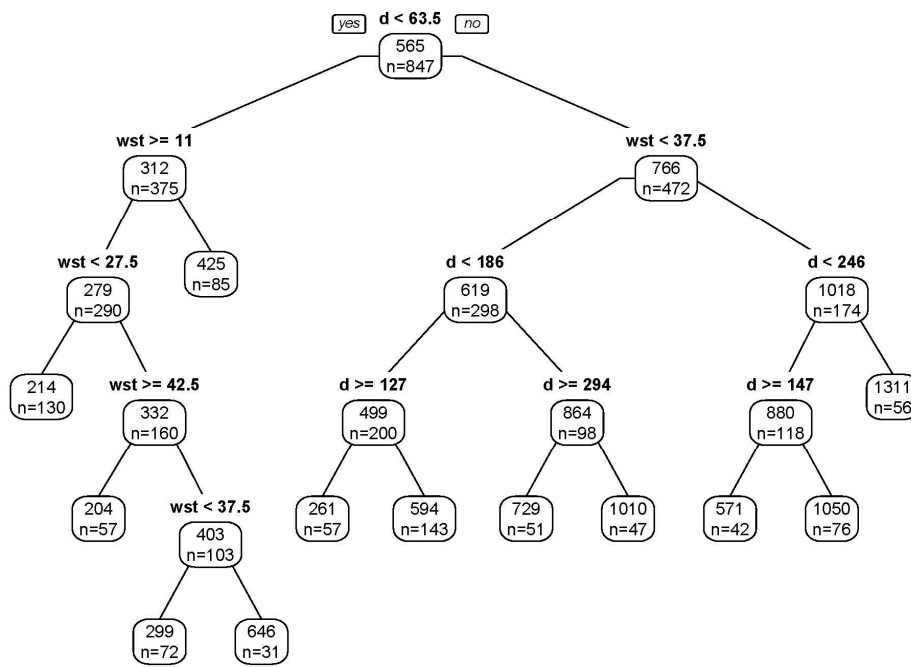 yes d < 63.5 no
565
n=847
wst >= 11
wst < 37.5
312
n=375
766
n=472
wst < 27.5
425
n=85
d < 186
d < 246
279
n=290
619
n=298
1018
n=174
214
n=130
wst >= 42.5
d >= 127
d >= 294
d >= 147
1311
n=56
332
n=160
499
n=200
864
n=98
880
n=118
204
n=57
wst < 37.5
261
n=57
594
n=143
729
n=51
1010
n=47
571
n=42
1050
n=76
403
n=103
299
n=72
646
n=31